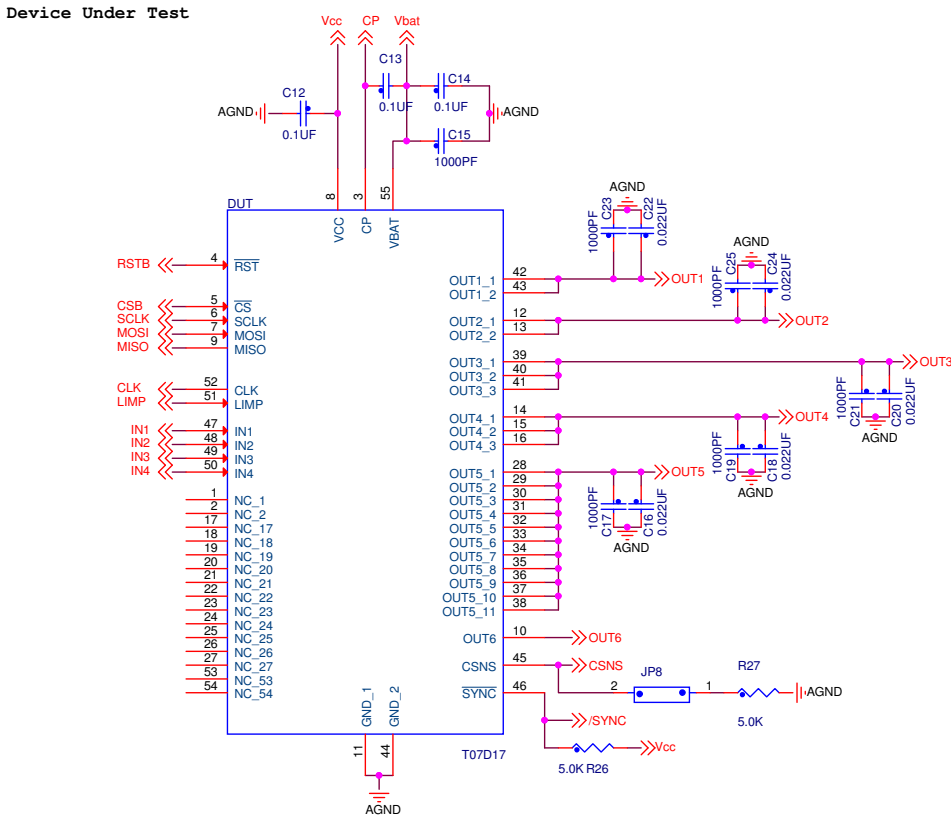 Device Under Test
Vcc CP Vbat
C12
C13
C14
AGND
0.1UF
0.1UF
0.1UF
AGND
C15
1000PF
8
3
55
DUT
VCC
CP
VBAT
RSTB 4 RST
CSB 5 CS
SCLK 6 SCLK
MOSI 7 MOSI
MISO 9 MISO
CLK 52 CLK
LIMP 51 LIMP
IN1 47 IN1
IN2 48 IN2
IN3 49 IN3
IN4 50 IN4
1 NC_1
2 NC_2
17 NC_17
18 NC_18
19 NC_19
20 NC_20
21 NC_21
22 NC_22
23 NC_23
24 NC_24
25 NC_25
26 NC_26
27 NC_27
53 NC_53
54 NC_54
GND_1
GND_2
11
44
AGND
T07D17
OUT1_1 42
OUT1_2 43
OUT2_1 12
OUT2_2 13
OUT3_1 39
OUT3_2 40
OUT3_3 41
OUT4_1 14
OUT4_2 15
OUT4_3 16
OUT5_1 28
OUT5_2 29
OUT5_3 30
OUT5_4 31
OUT5_5 32
OUT5_6 33
OUT5_7 34
OUT5_8 35
OUT5_9 36
OUT5_10 37
OUT5_11 38
OUT6 10
CSNS 45
SYNC 46
AGND
1000PF
C23
C22
0.022UF
OUT1
AGND
1000PF
C25
C24
0.022UF
OUT2
OUT3
1000PF
C21
C20
0.022UF
AGND
OUT4
1000PF
C19
C18
0.022UF
AGND
OUT5
1000PF
C17
C16
0.022UF
AGND
OUT6
CSNS
2 JP8 1
R27
5.0K
AGND
/SYNC
Vcc
5.0K R26